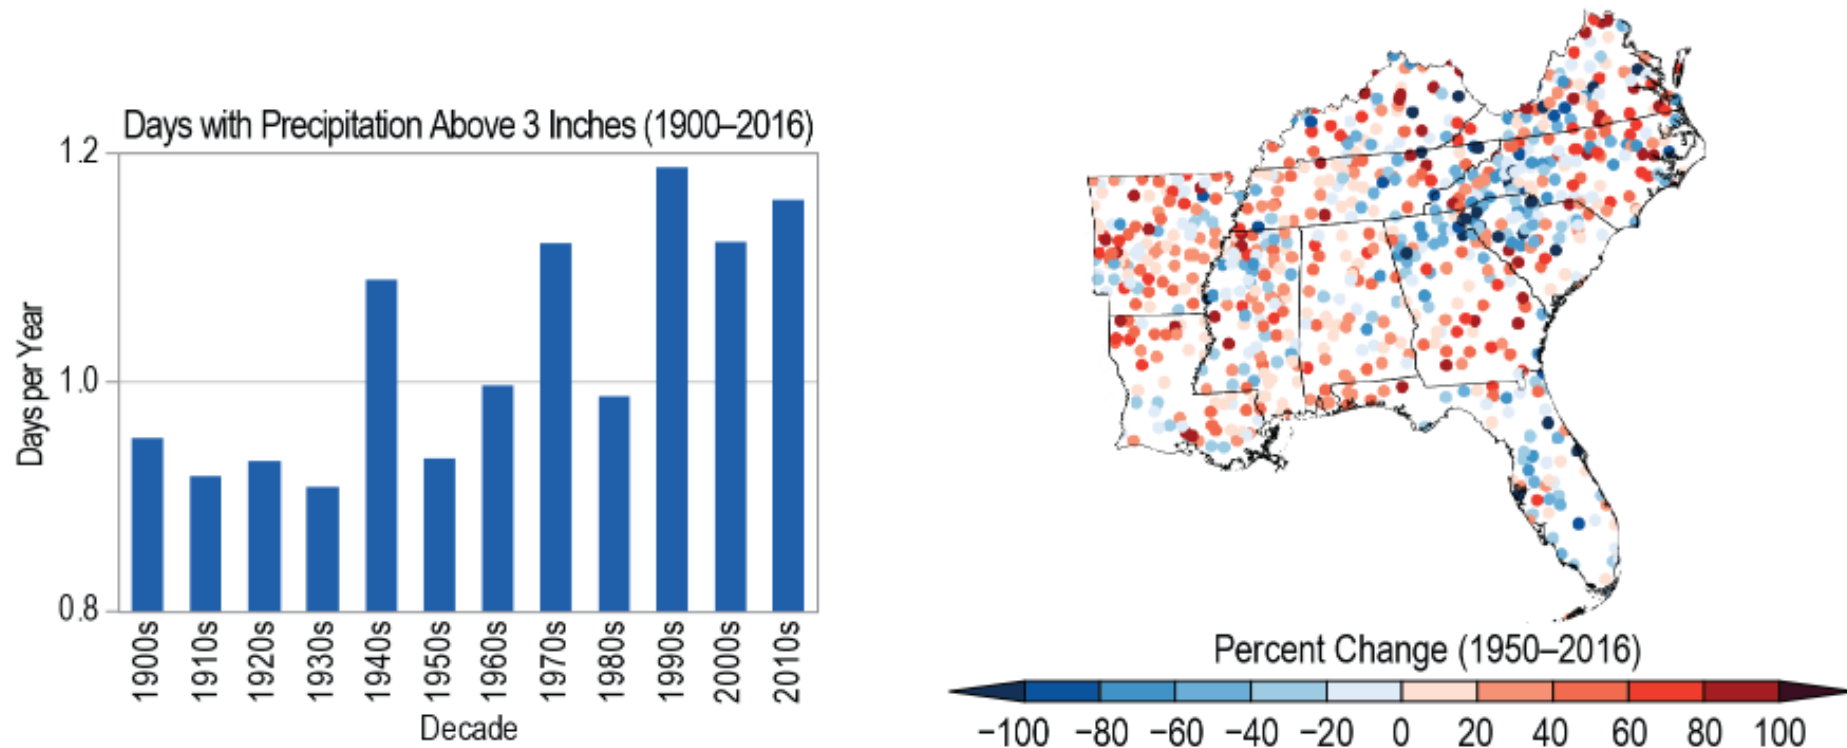 Days with Precipitation Above 3 Inches (1900–2016)
1.2
1.0
0.8
Days per Year
1900s
1910s
1920s
1930s
1940s
1950s
1960s
1970s
1980s
1990s
2000s
2010s
Decade
Percent Change (1950–2016)
−100 −80 −60 −40 −20 0 20 40 60 80 100